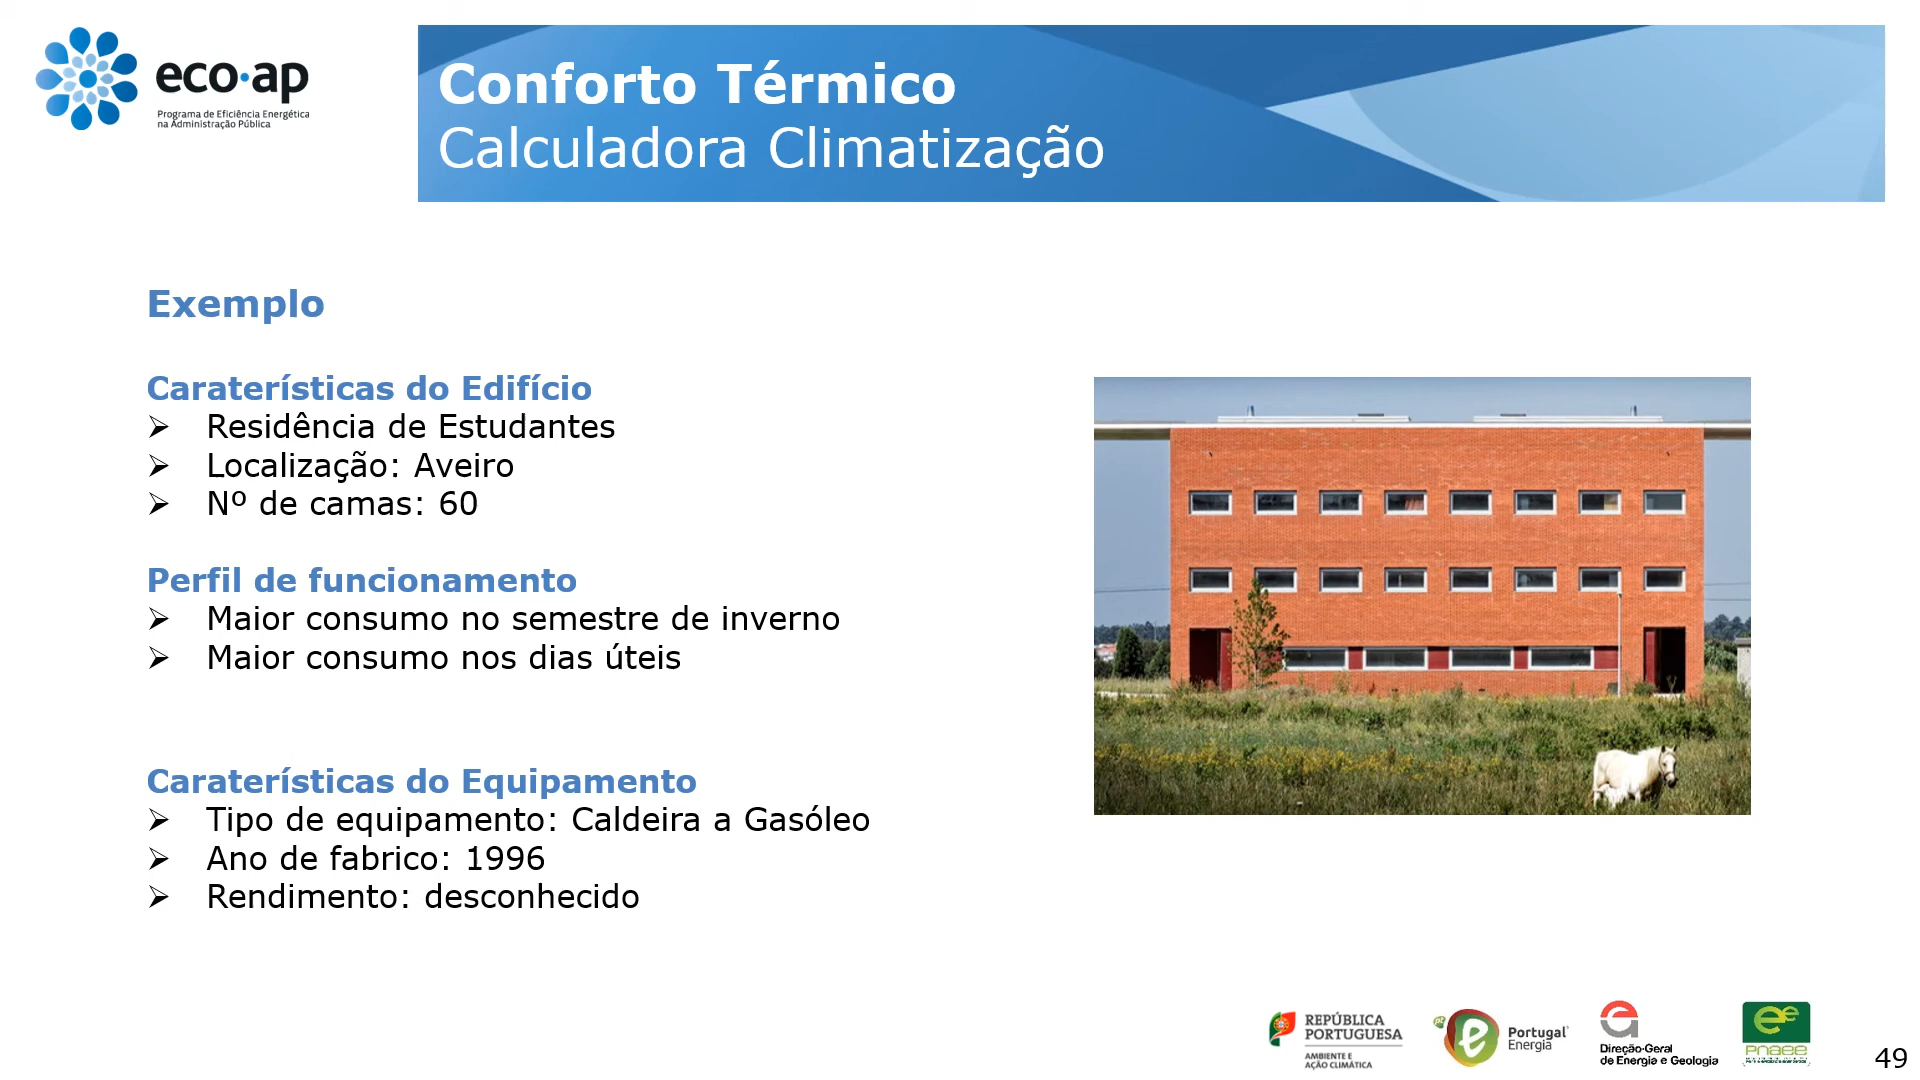 eco·ap
Programa de Eficiência Energética
na Administração Pública
Conforto Térmico
Calculadora Climatização
Exemplo
Caraterísticas do Edifício
➢ Residência de Estudantes
➢ Localização: Aveiro
➢ Nº de camas: 60
Perfil de funcionamento
➢ Maior consumo no semestre de inverno
➢ Maior consumo nos dias úteis
Caraterísticas do Equipamento
➢ Tipo de equipamento: Caldeira a Gasóleo
➢ Ano de fabrico: 1996
➢ Rendimento: desconhecido
REPÚBLICA
PORTUGUESA
AMBIENTE E
AÇÃO CLIMÁTICA
Portugal
Energia
Direção-Geral
de Energia e Geologia
pnaee
49